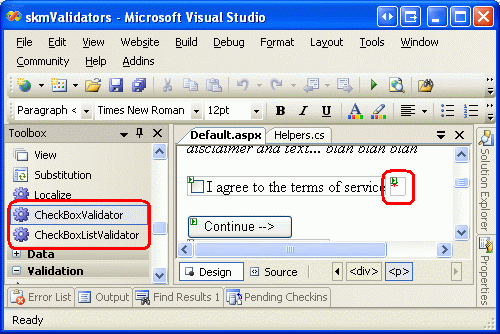 skmValidators - Microsoft Visual Studio
File Edit View Website Build Debug Format Layout Tools Window
Community Help Addins
Paragraph < Times New Roman 12pt B I U A
Toolbox
Default.aspx Helpers.cs
View
disclaimer and text... blah blah blah
Substitution
Localize
I agree to the terms of service *
CheckBoxValidator
CheckBoxListValidator
Continue -->
Data
Validation
Design Source <div> <p>
Solution Explorer
Properties
Error List Output Find Results 1 Pending Checkins
Ready